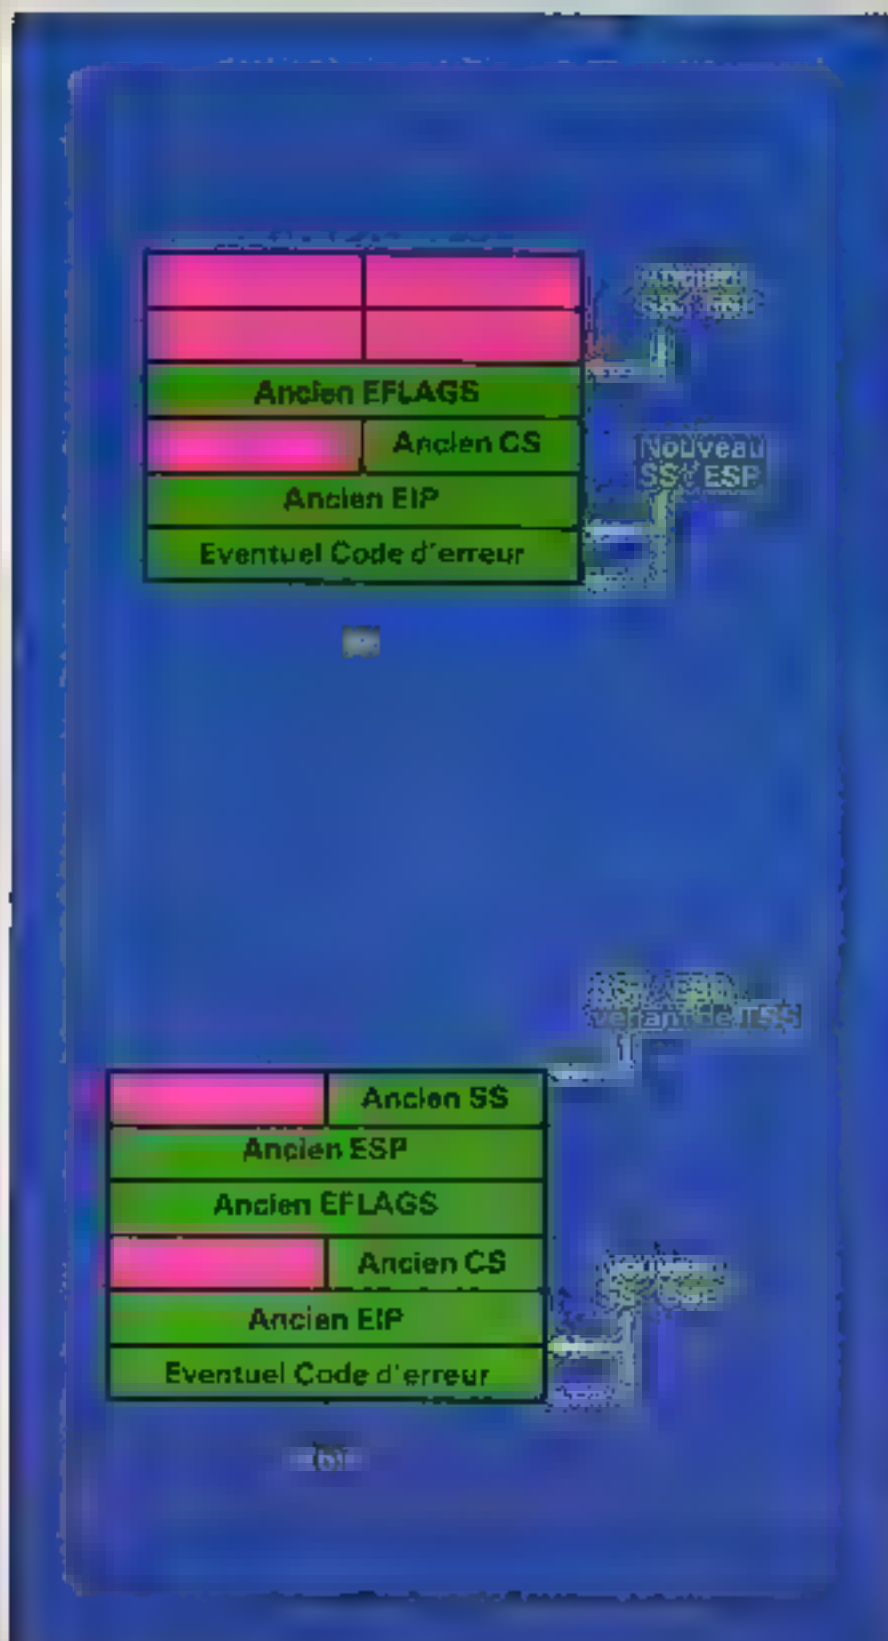 Ancien
Ancien EFLAGS
Ancien CS
Nouveau
SS / ESP
Ancien EIP
Eventuel Code d'erreur
Ancien SS
Ancien ESP
Ancien EFLAGS
Ancien CS
Ancien EIP
Eventuel Code d'erreur
(b)